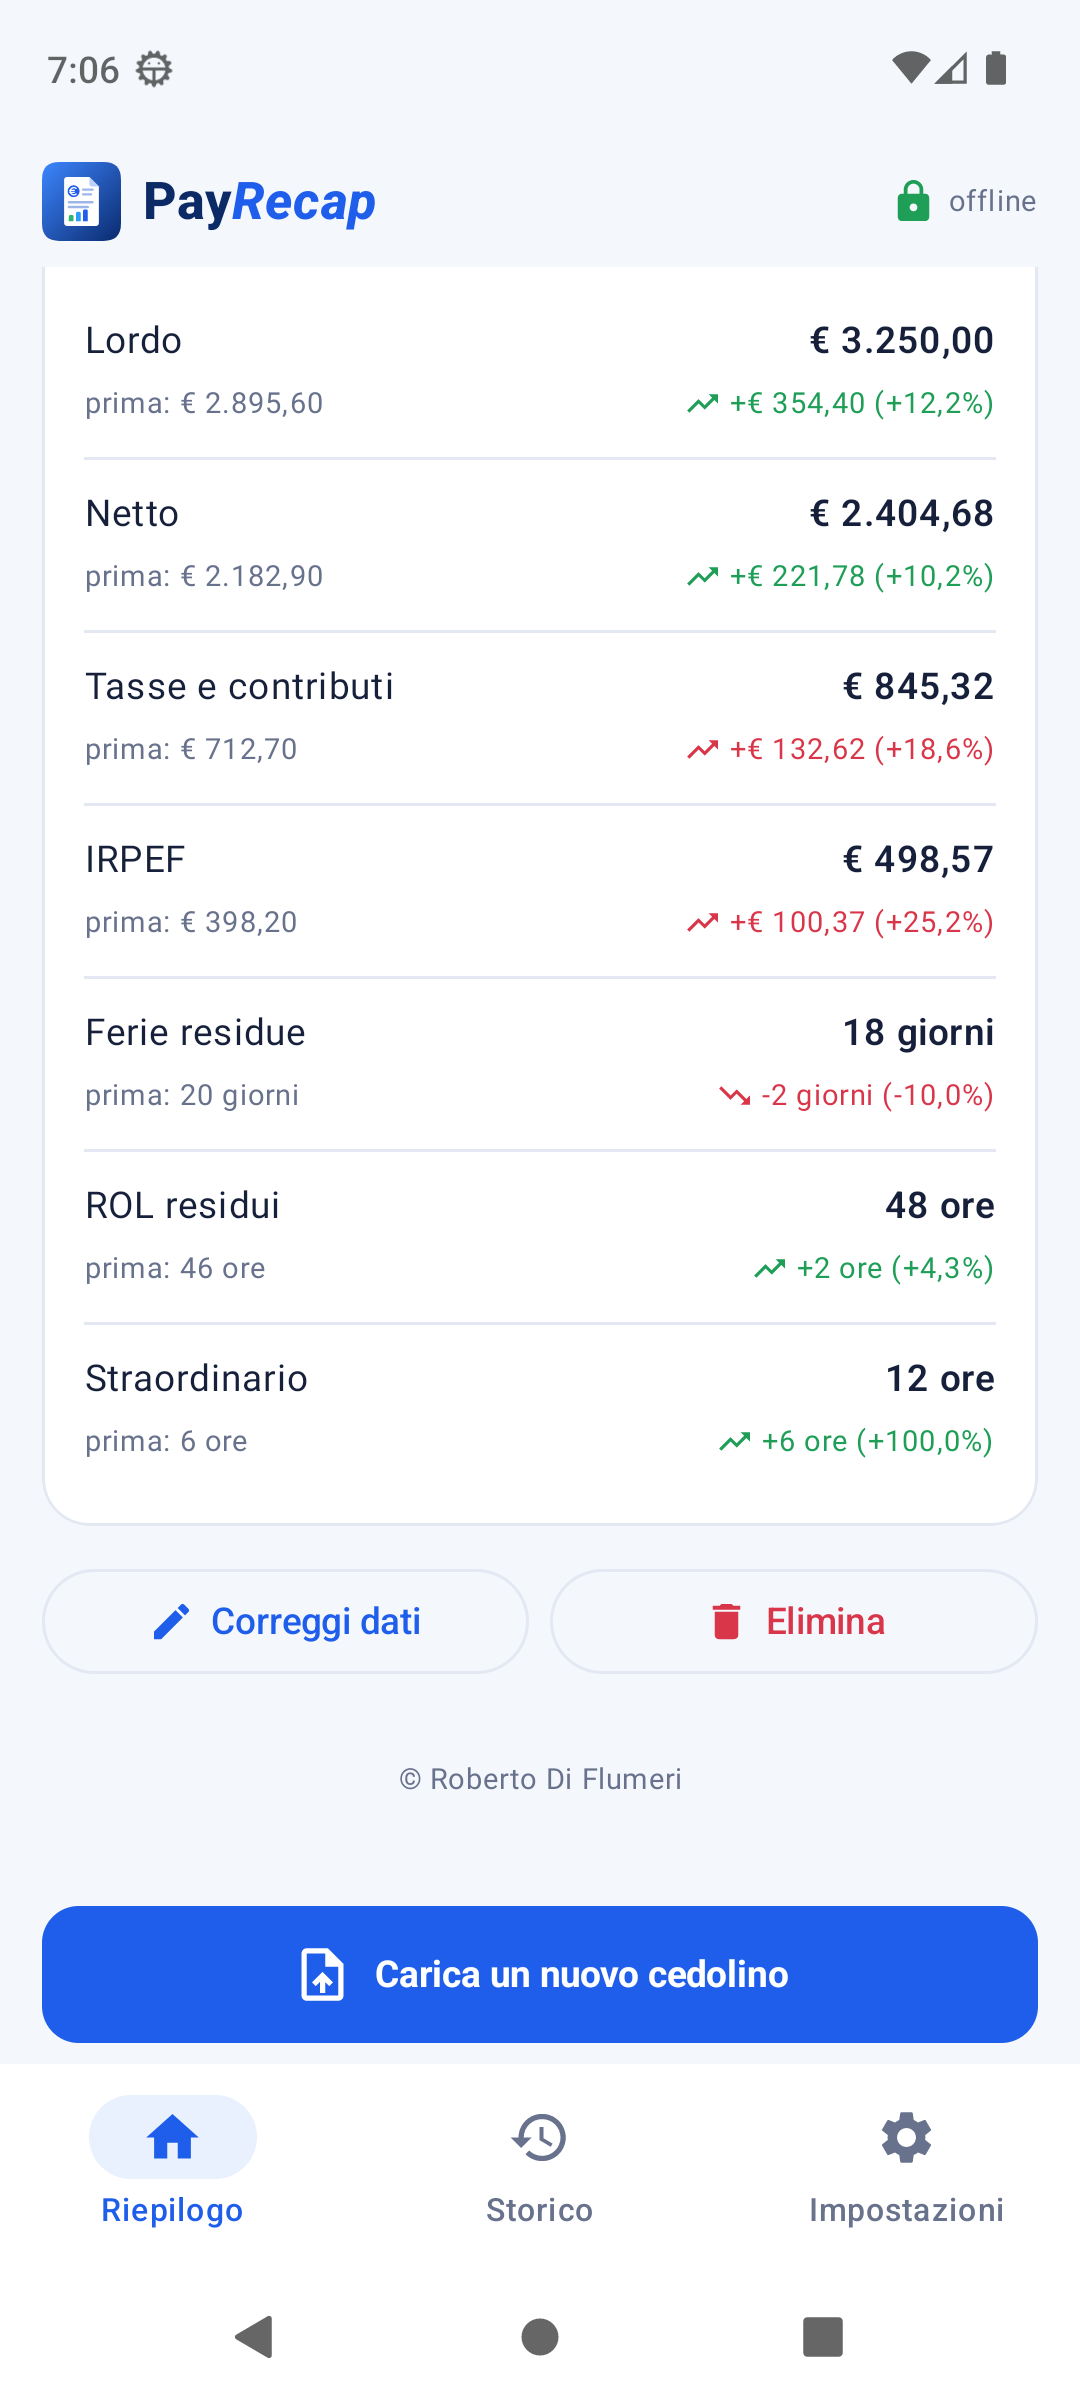 7:06
PayRecap
offline
Lordo € 3.250,00
prima: € 2.895,60 +€ 354,40 (+12,2%)
Netto € 2.404,68
prima: € 2.182,90 +€ 221,78 (+10,2%)
Tasse e contributi € 845,32
prima: € 712,70 +€ 132,62 (+18,6%)
IRPEF € 498,57
prima: € 398,20 +€ 100,37 (+25,2%)
Ferie residue 18 giorni
prima: 20 giorni -2 giorni (-10,0%)
ROL residui 48 ore
prima: 46 ore +2 ore (+4,3%)
Straordinario 12 ore
prima: 6 ore +6 ore (+100,0%)
Correggi dati Elimina
© Roberto Di Flumeri
Carica un nuovo cedolino
Riepilogo Storico Impostazioni